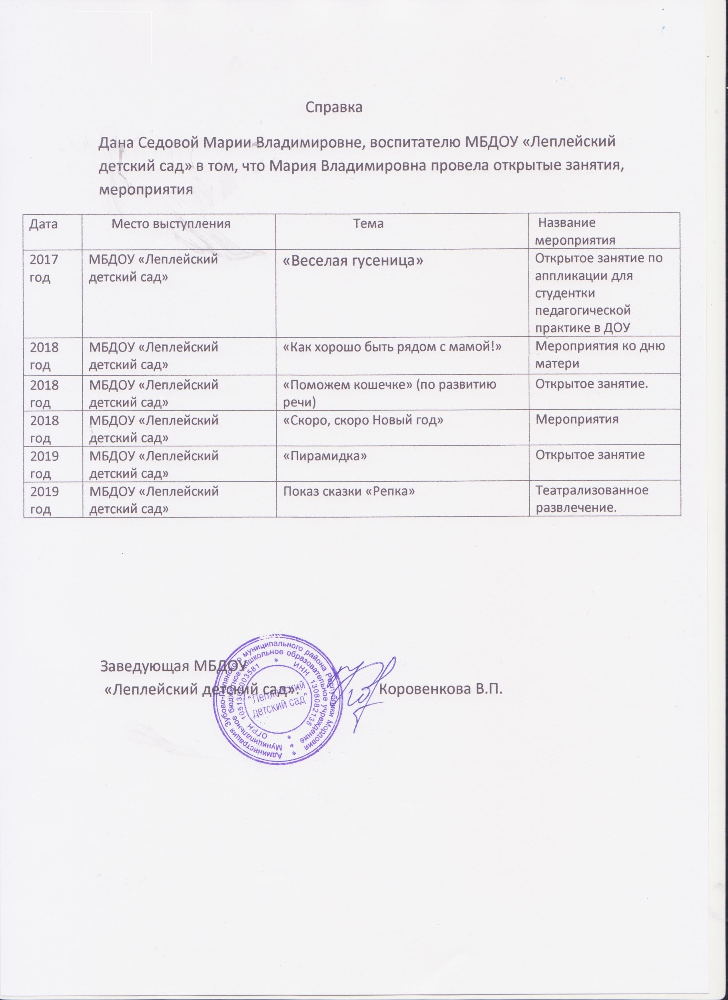 Справка
Дана Седовой Марии Владимировне, воспитателю МБДОУ «Леплейский
детский сад» в том, что Мария Владимировна провела открытые занятия,
мероприятия
Дата
Место выступления
Тема
Название
мероприятия
2017
год
МБДОУ «Леплейский
детский сад»
«Веселая гусеница»
Открытое занятие по
аппликации для
студентки
педагогической
практике в ДОУ
2018
год
МБДОУ «Леплейский
детский сад»
«Как хорошо быть рядом с мамой!»
Мероприятия ко дню
матери
2018
год
МБДОУ «Леплейский
детский сад»
«Поможем кошечке» (по развитию
речи)
Открытое занятие.
2018
год
МБДОУ «Леплейский
детский сад»
«Скоро, скоро Новый год»
Мероприятия
2019
год
МБДОУ «Леплейский
детский сад»
«Пирамидка»
Открытое занятие
2019
год
МБДОУ «Леплейский
детский сад»
Показ сказки «Репка»
Театрализованное
развлечение.
Заведующая МБДОУ
«Леплейский детский сад»:
Коровенкова В.П.
Администрация Зубово-Полянского муниципального района Республики Мордовия *
Муниципальное бюджетное дошкольное образовательное учреждение *
* ИНН 1308082135 *
"Леплейский
детский сад"